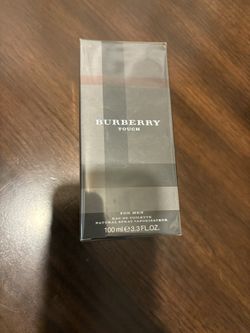 BURBERRY
TOUCH
FOR MEN
EAU DE TOILETTE
NATURAL SPRAY VAPORISATEUR
100 ml ℮ 3.3 FL.OZ.